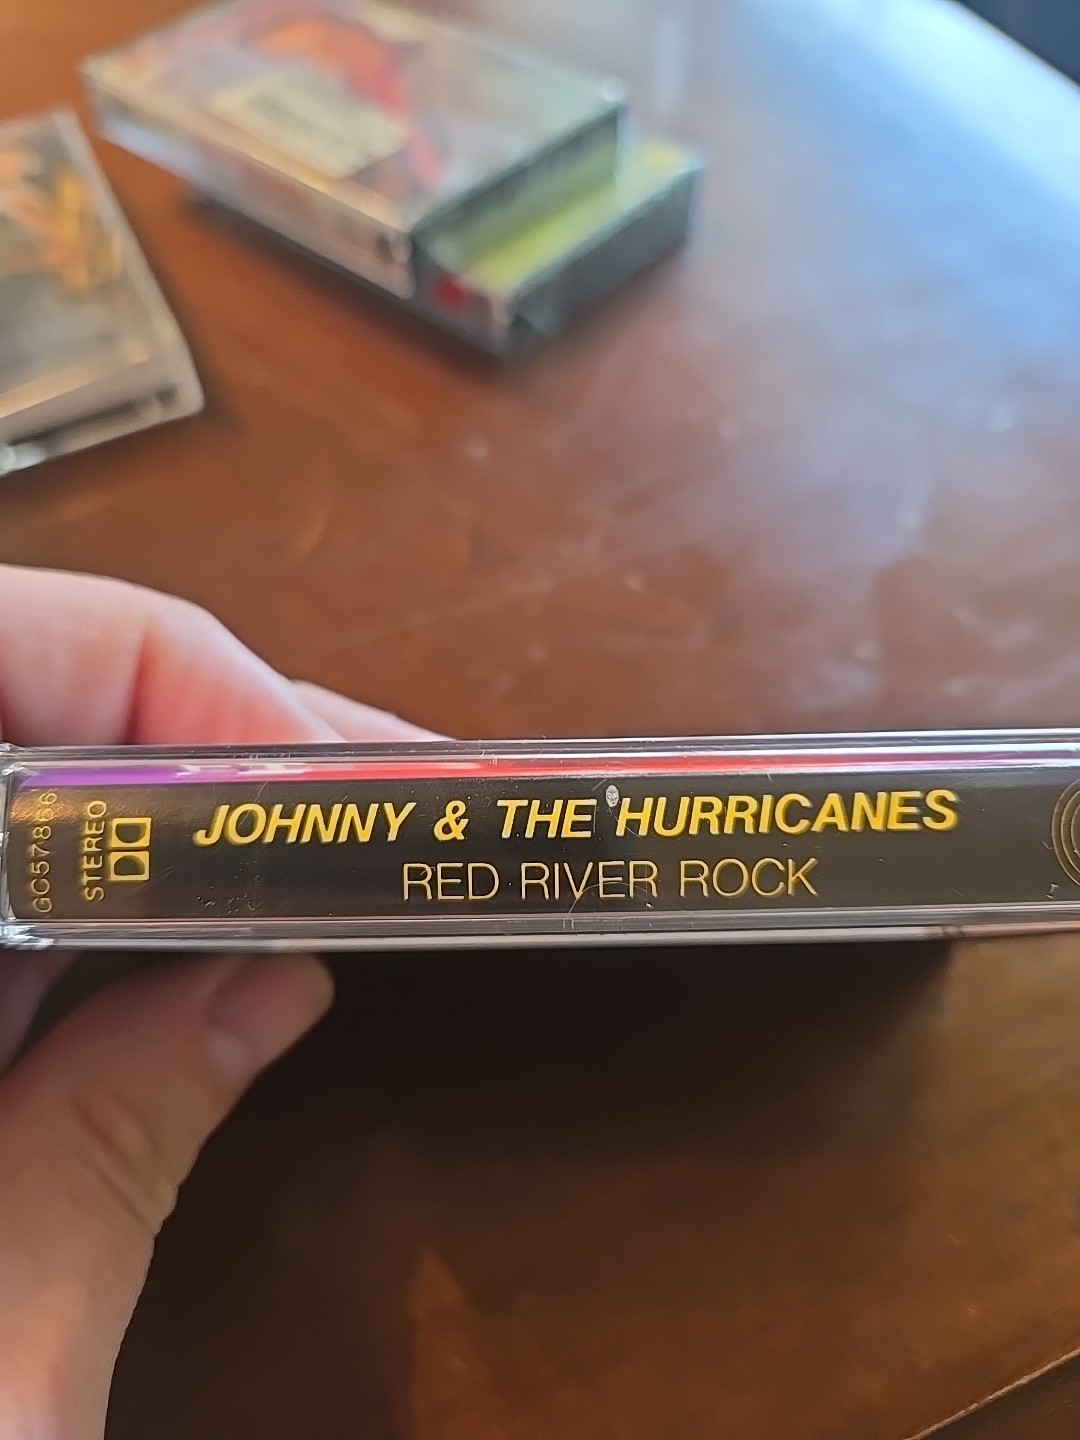 GC57866
STEREO
JOHNNY & THE HURRICANES
RED RIVER ROCK